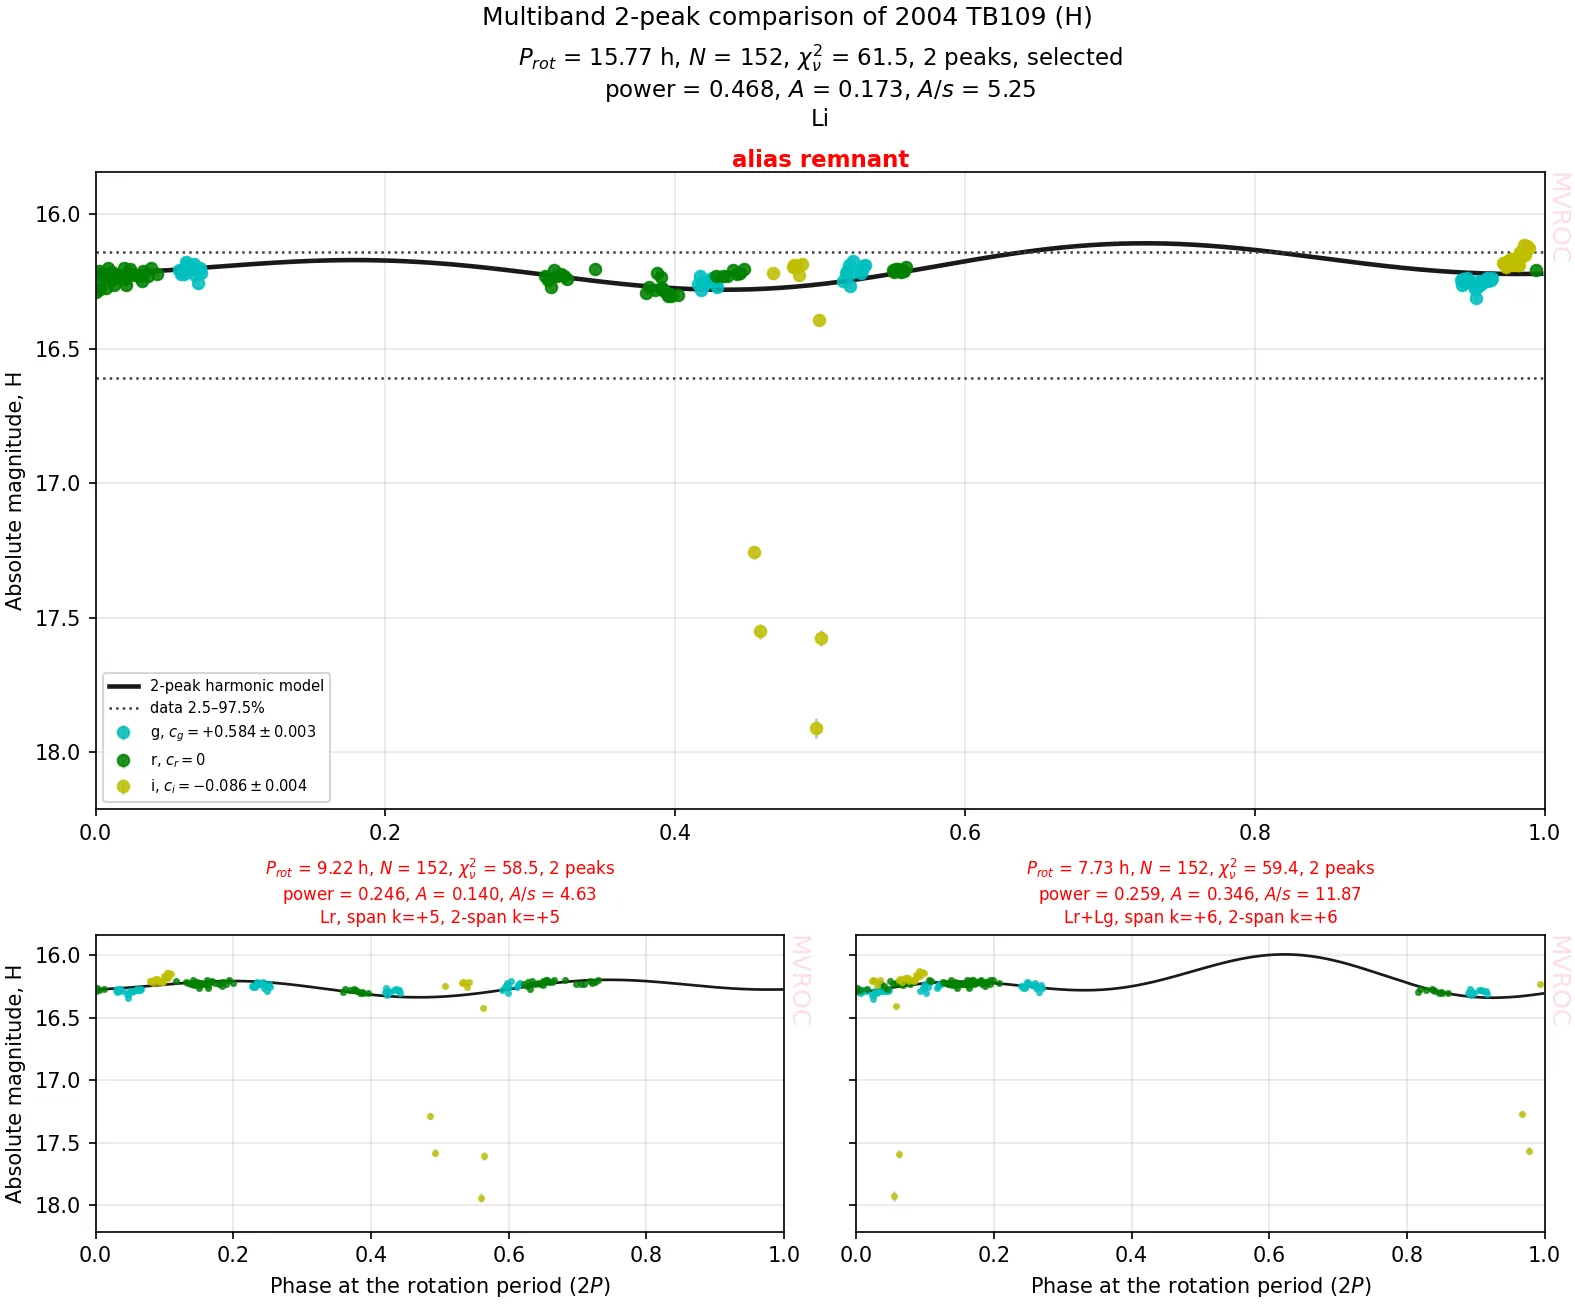 Multiband 2-peak comparison of 2004 TB109 (H)
P_rot = 15.77 h, N = 152, χ²_ν = 61.5, 2 peaks, selected
power = 0.468, A = 0.173, A/s = 5.25
Li
alias remnant
MVROC
Absolute magnitude, H
16.0
16.5
17.0
17.5
18.0
2-peak harmonic model
data 2.5–97.5%
g, c_g = +0.584 ± 0.003
r, c_r = 0
i, c_i = −0.086 ± 0.004
0.0 0.2 0.4 0.6 0.8 1.0
P_rot = 9.22 h, N = 152, χ²_ν = 58.5, 2 peaks
power = 0.246, A = 0.140, A/s = 4.63
Lr, span k=+5, 2-span k=+5
MVROC
Absolute magnitude, H
16.0
16.5
17.0
17.5
18.0
0.0 0.2 0.4 0.6 0.8 1.0
Phase at the rotation period (2P)
P_rot = 7.73 h, N = 152, χ²_ν = 59.4, 2 peaks
power = 0.259, A = 0.346, A/s = 11.87
Lr+Lg, span k=+6, 2-span k=+6
MVROC
0.0 0.2 0.4 0.6 0.8 1.0
Phase at the rotation period (2P)